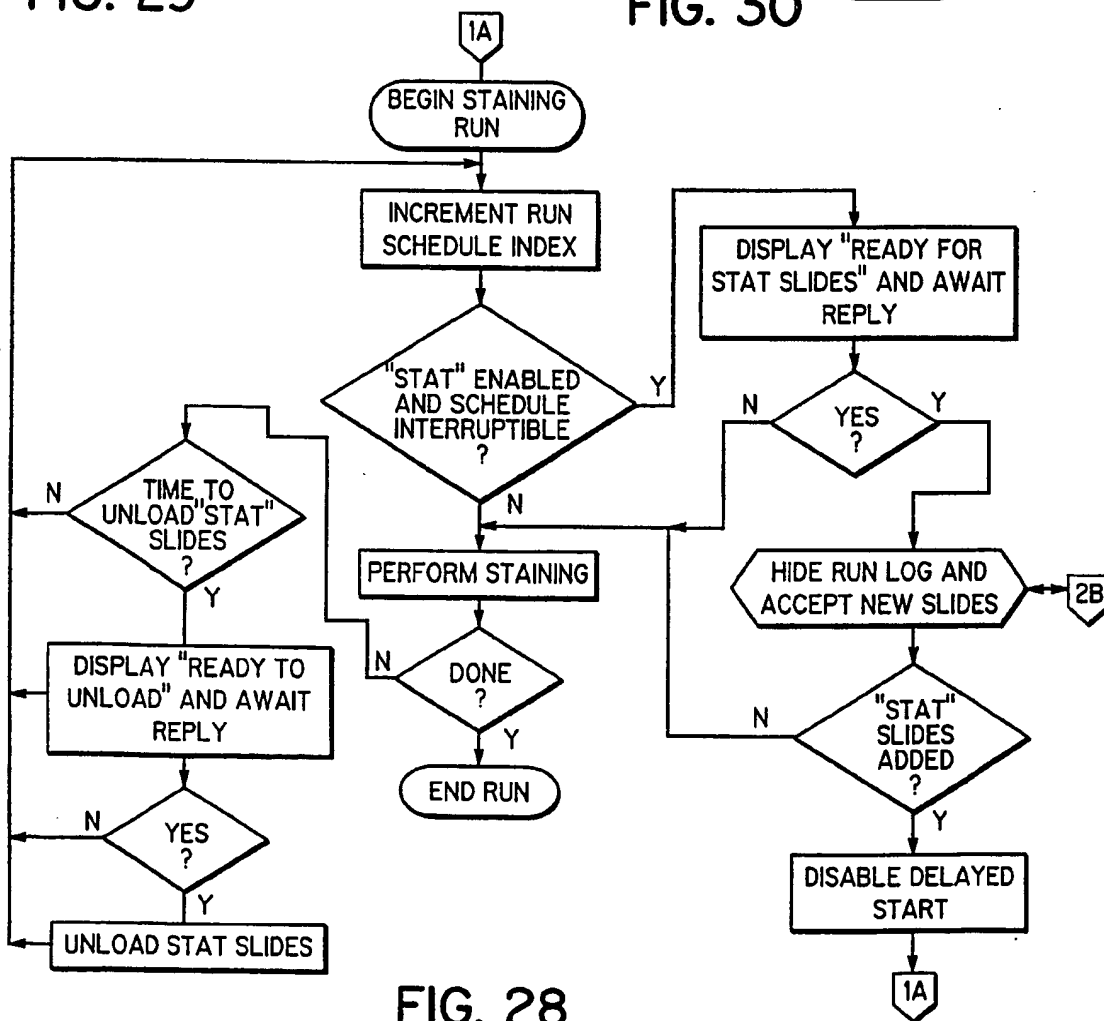 FIG. 29
FIG. 30
1A
BEGIN STAINING
RUN
INCREMENT RUN
SCHEDULE INDEX
"STAT" ENABLED
AND SCHEDULE
INTERRUPTIBLE
?
Y
N
DISPLAY "READY FOR
STAT SLIDES" AND AWAIT
REPLY
YES
?
N
Y
HIDE RUN LOG AND
ACCEPT NEW SLIDES
2B
"STAT"
SLIDES
ADDED
?
N
Y
DISABLE DELAYED
START
1A
PERFORM STAINING
DONE
?
N
Y
END RUN
TIME TO
UNLOAD "STAT"
SLIDES
?
N
Y
DISPLAY "READY TO
UNLOAD" AND AWAIT
REPLY
YES
?
N
Y
UNLOAD STAT SLIDES
FIG. 28